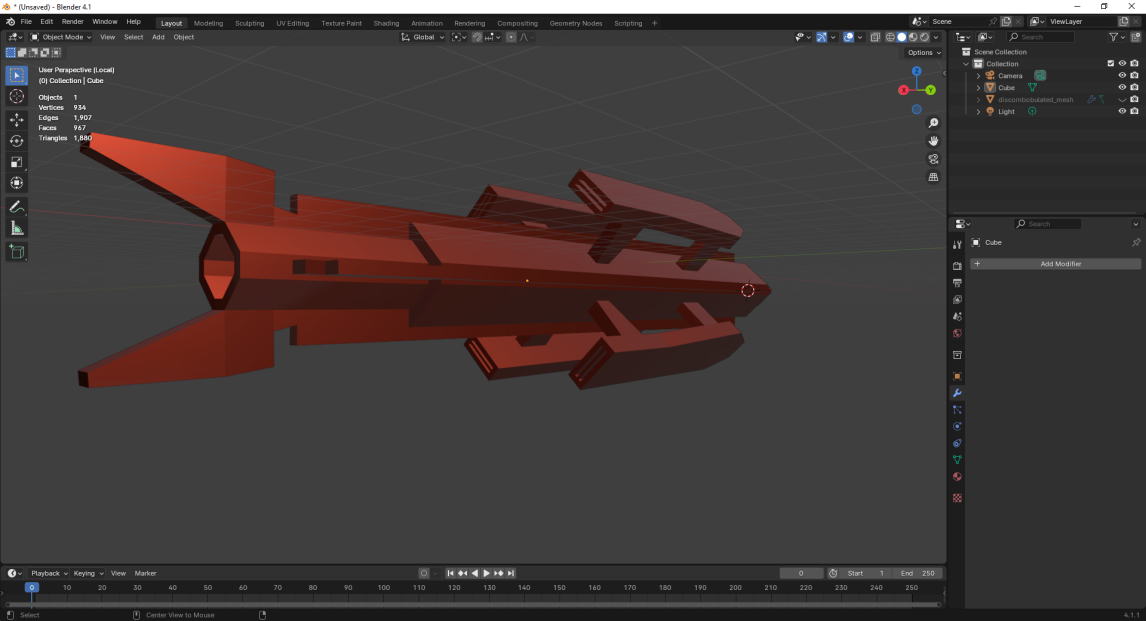 * (Unsaved) - Blender 4.1
File Edit Render Window Help Layout Modeling Sculpting UV Editing Texture Paint Shading Animation Rendering Compositing Geometry Nodes Scripting + Scene ViewLayer
Object Mode View Select Add Object Global Search
Options
User Perspective (Local)
(0) Collection | Cube
Objects 1
Vertices 934
Edges 1,907
Faces 967
Triangles 1,880
Z
X Y
Scene Collection
Collection
Camera
Cube
discombobulated_mesh
Light
Search
Cube
+ Add Modifier
Playback Keying View Marker 0 Start 1 End 250
0 10 20 30 40 50 60 70 80 90 100 110 120 130 140 150 160 170 180 190 200 210 220 230 240 250
Select Center View to Mouse 4.1.1